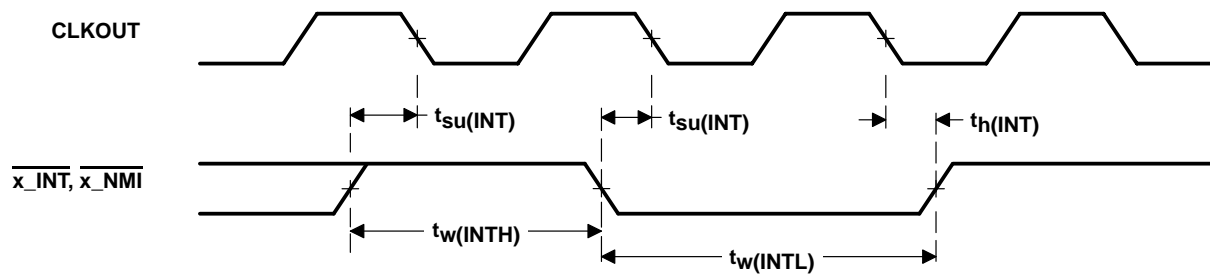 CLKOUT
tsu(INT)
tsu(INT)
th(INT)
x_INT, x_NMI
tw(INTH)
tw(INTL)